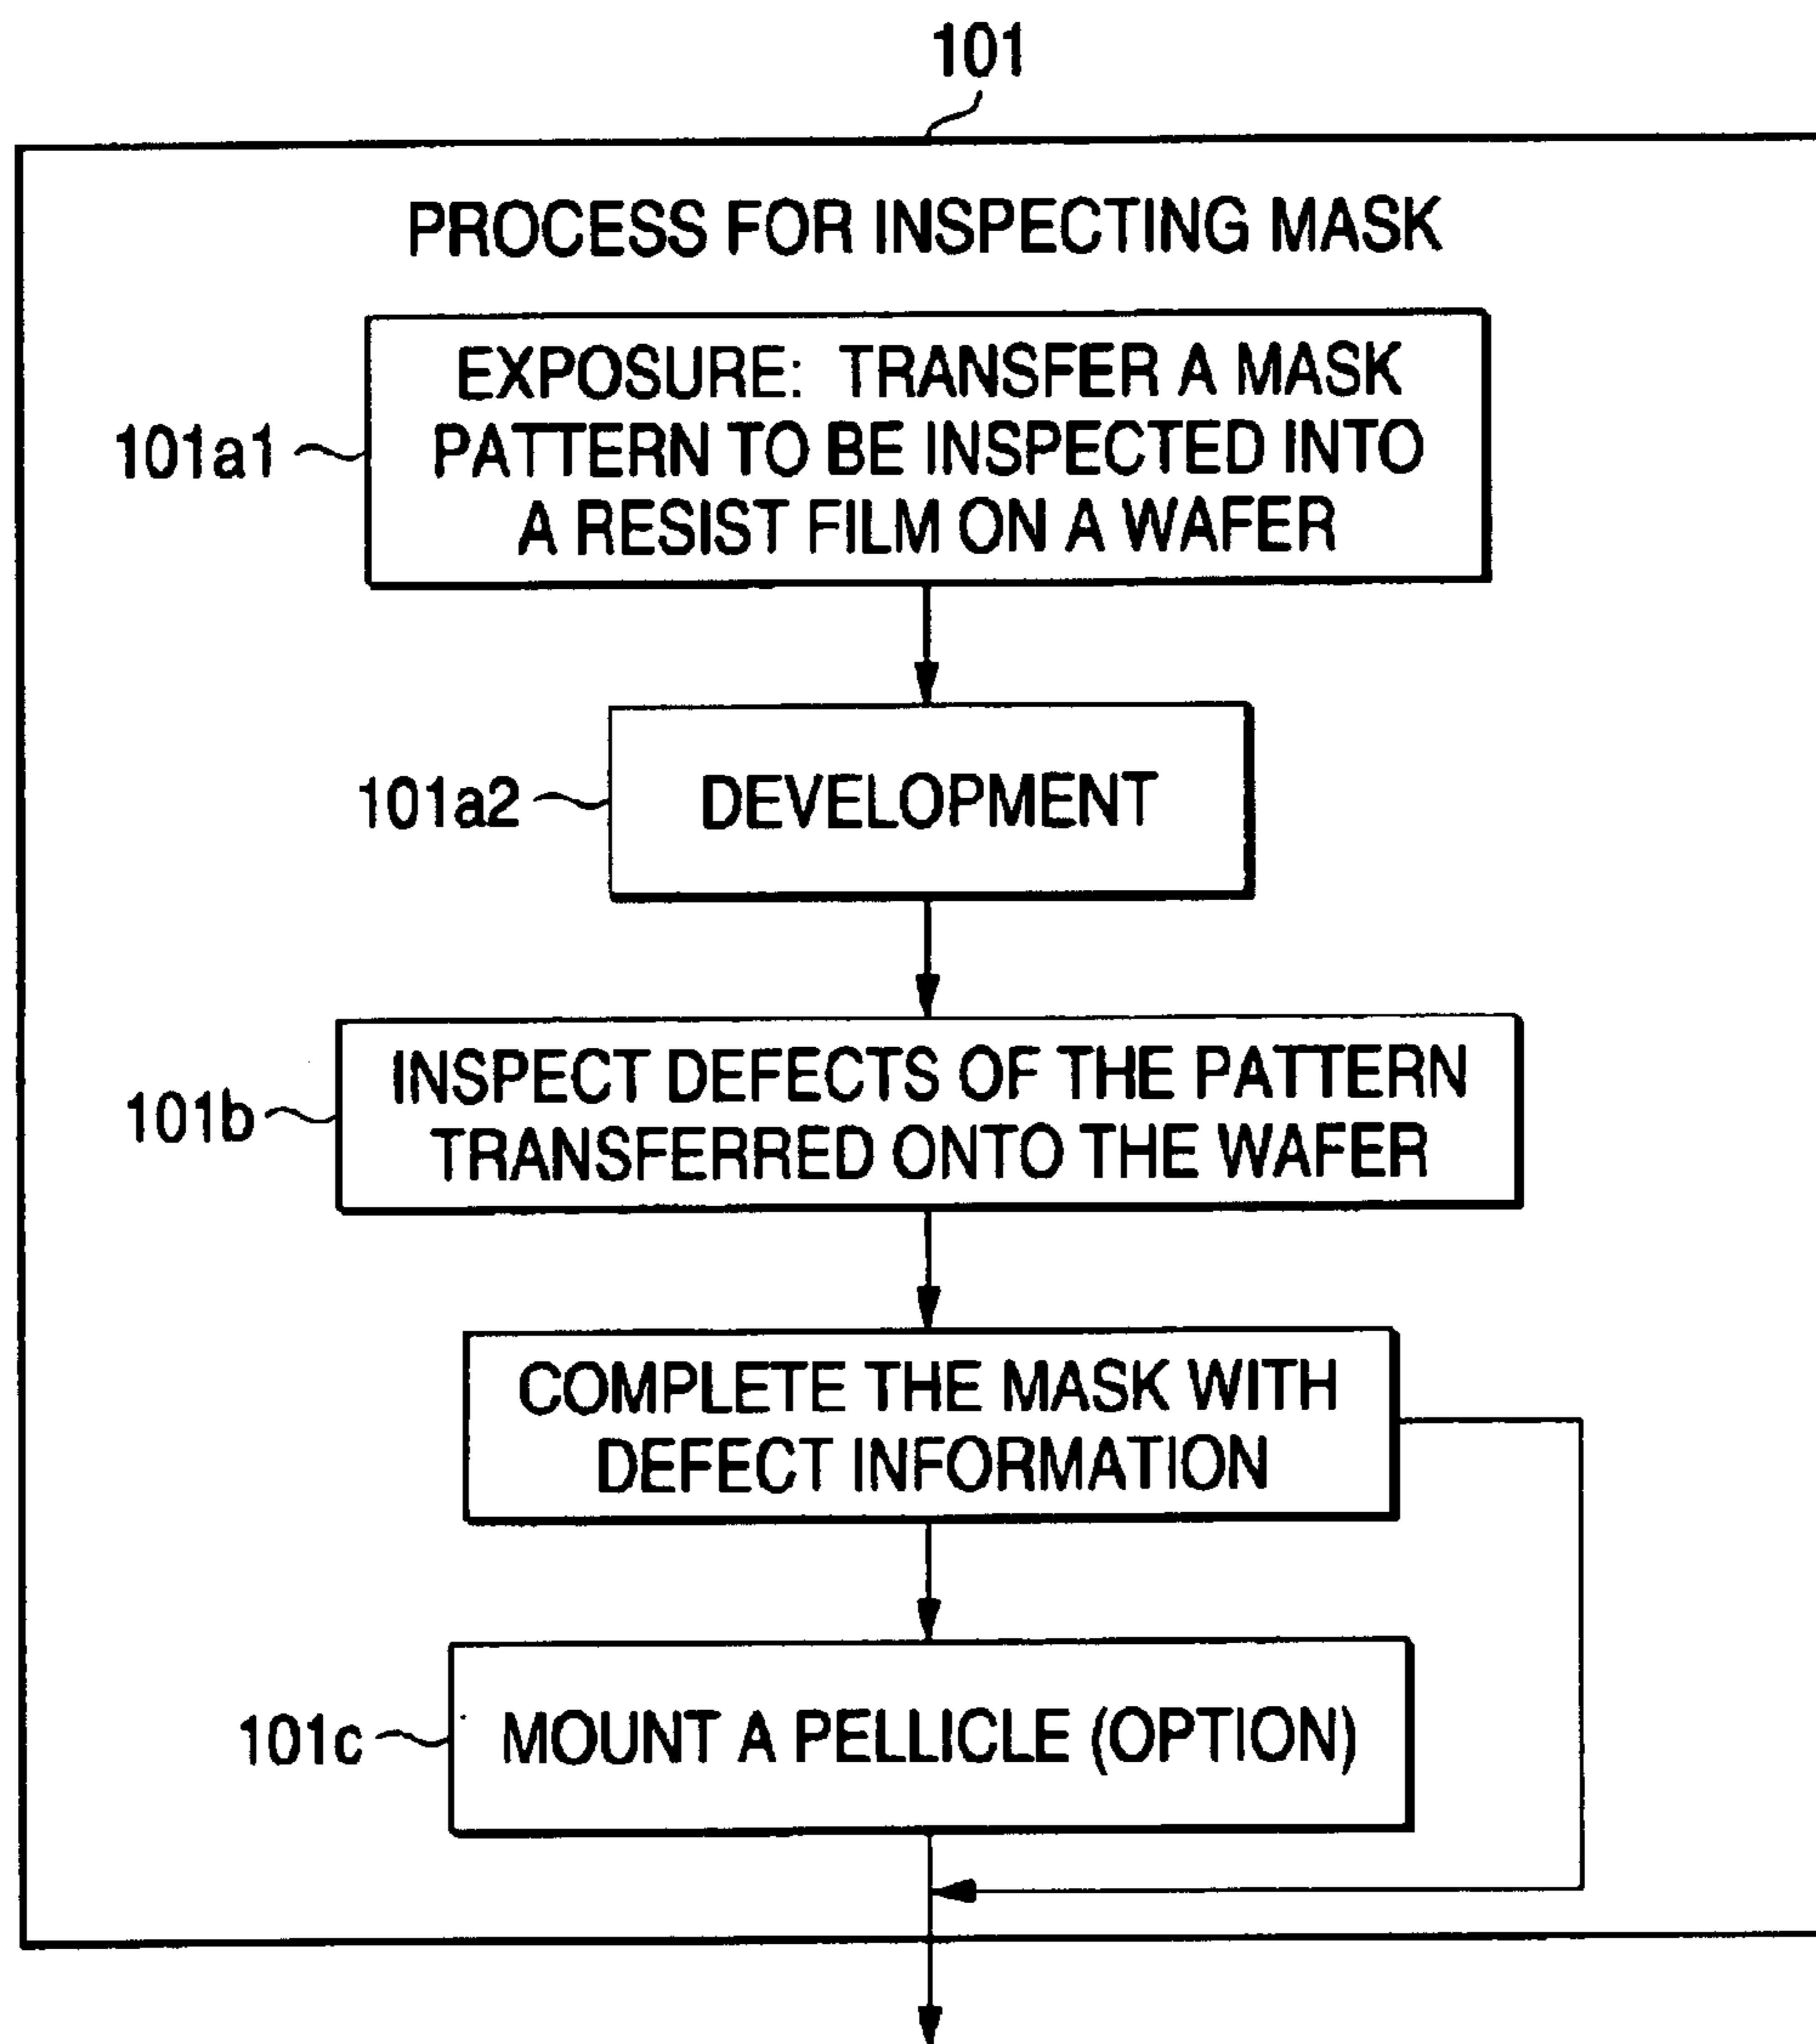 101
PROCESS FOR INSPECTING MASK
EXPOSURE: TRANSFER A MASK
PATTERN TO BE INSPECTED INTO
A RESIST FILM ON A WAFER
101a1
DEVELOPMENT
101a2
INSPECT DEFECTS OF THE PATTERN
TRANSFERRED ONTO THE WAFER
101b
COMPLETE THE MASK WITH
DEFECT INFORMATION
101c
MOUNT A PELLICLE (OPTION)